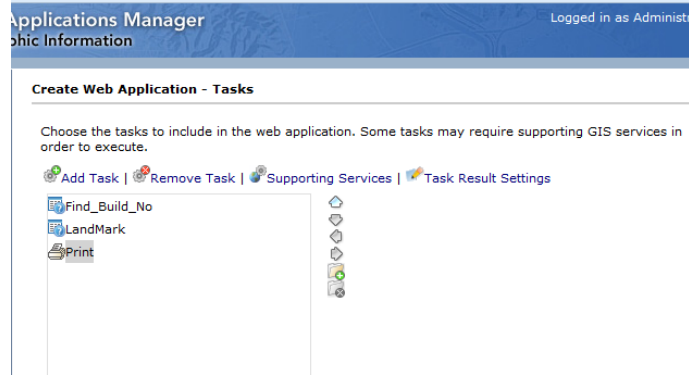 Applications Manager
Logged in as Administr
phic Information
Create Web Application - Tasks
Choose the tasks to include in the web application. Some tasks may require supporting GIS services in
order to execute.
Add Task | Remove Task | Supporting Services | Task Result Settings
Find_Build_No
LandMark
Print